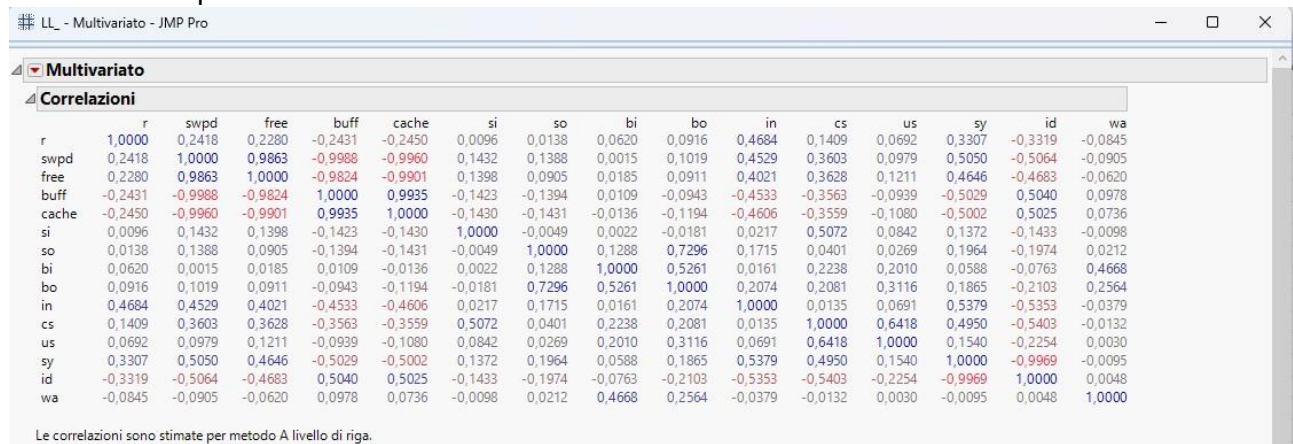 LL_ - Multivariato - JMP Pro
Multivariato
Correlazioni
r swpd free buff cache si so bi bo in cs us sy id wa
r 1,0000 0,2418 0,2280 -0,2431 -0,2450 0,0096 0,0138 0,0620 0,0916 0,4684 0,1409 0,0692 0,3307 -0,3319 -0,0845
swpd 0,2418 1,0000 0,9863 -0,9988 -0,9960 0,1432 0,1388 0,0015 0,1019 0,4529 0,3603 0,0979 0,5050 -0,5064 -0,0905
free 0,2280 0,9863 1,0000 -0,9824 -0,9901 0,1398 0,0905 0,0185 0,0911 0,4021 0,3628 0,1211 0,4646 -0,4683 -0,0620
buff -0,2431 -0,9988 -0,9824 1,0000 0,9935 -0,1423 -0,1394 0,0109 -0,0943 -0,4533 -0,3563 -0,0939 -0,5029 0,5040 0,0978
cache -0,2450 -0,9960 -0,9901 0,9935 1,0000 -0,1430 -0,1431 -0,0136 -0,1194 -0,4606 -0,3559 -0,1080 -0,5002 0,5025 0,0736
si 0,0096 0,1432 0,1398 -0,1423 -0,1430 1,0000 -0,0049 0,0022 -0,0181 0,0217 0,5072 0,0842 0,1372 -0,1433 -0,0098
so 0,0138 0,1388 0,0905 -0,1394 -0,1431 -0,0049 1,0000 0,1288 0,7296 0,1715 0,0401 0,0269 0,1964 -0,1974 0,0212
bi 0,0620 0,0015 0,0185 0,0109 -0,0136 0,0022 0,1288 1,0000 0,5261 0,0161 0,2238 0,2010 0,0588 -0,0763 0,4668
bo 0,0916 0,1019 0,0911 -0,0943 -0,1194 -0,0181 0,7296 0,5261 1,0000 0,2074 0,2081 0,3116 0,1865 -0,2103 0,2564
in 0,4684 0,4529 0,4021 -0,4533 -0,4606 0,0217 0,1715 0,0161 0,2074 1,0000 0,0135 0,0691 0,5379 -0,5353 -0,0379
cs 0,1409 0,3603 0,3628 -0,3563 -0,3559 0,5072 0,0401 0,2238 0,2081 0,0135 1,0000 0,6418 0,4950 -0,5403 -0,0132
us 0,0692 0,0979 0,1211 -0,0939 -0,1080 0,0842 0,0269 0,2010 0,3116 0,0691 0,6418 1,0000 0,1540 -0,2254 0,0030
sy 0,3307 0,5050 0,4646 -0,5029 -0,5002 0,1372 0,1964 0,0588 0,1865 0,5379 0,4950 0,1540 1,0000 -0,9969 -0,0095
id -0,3319 -0,5064 -0,4683 0,5040 0,5025 -0,1433 -0,1974 -0,0763 -0,2103 -0,5353 -0,5403 -0,2254 -0,9969 1,0000 0,0048
wa -0,0845 -0,0905 -0,0620 0,0978 0,0736 -0,0098 0,0212 0,4668 0,2564 -0,0379 -0,0132 0,0030 -0,0095 0,0048 1,0000
Le correlazioni sono stimate per metodo A livello di riga.